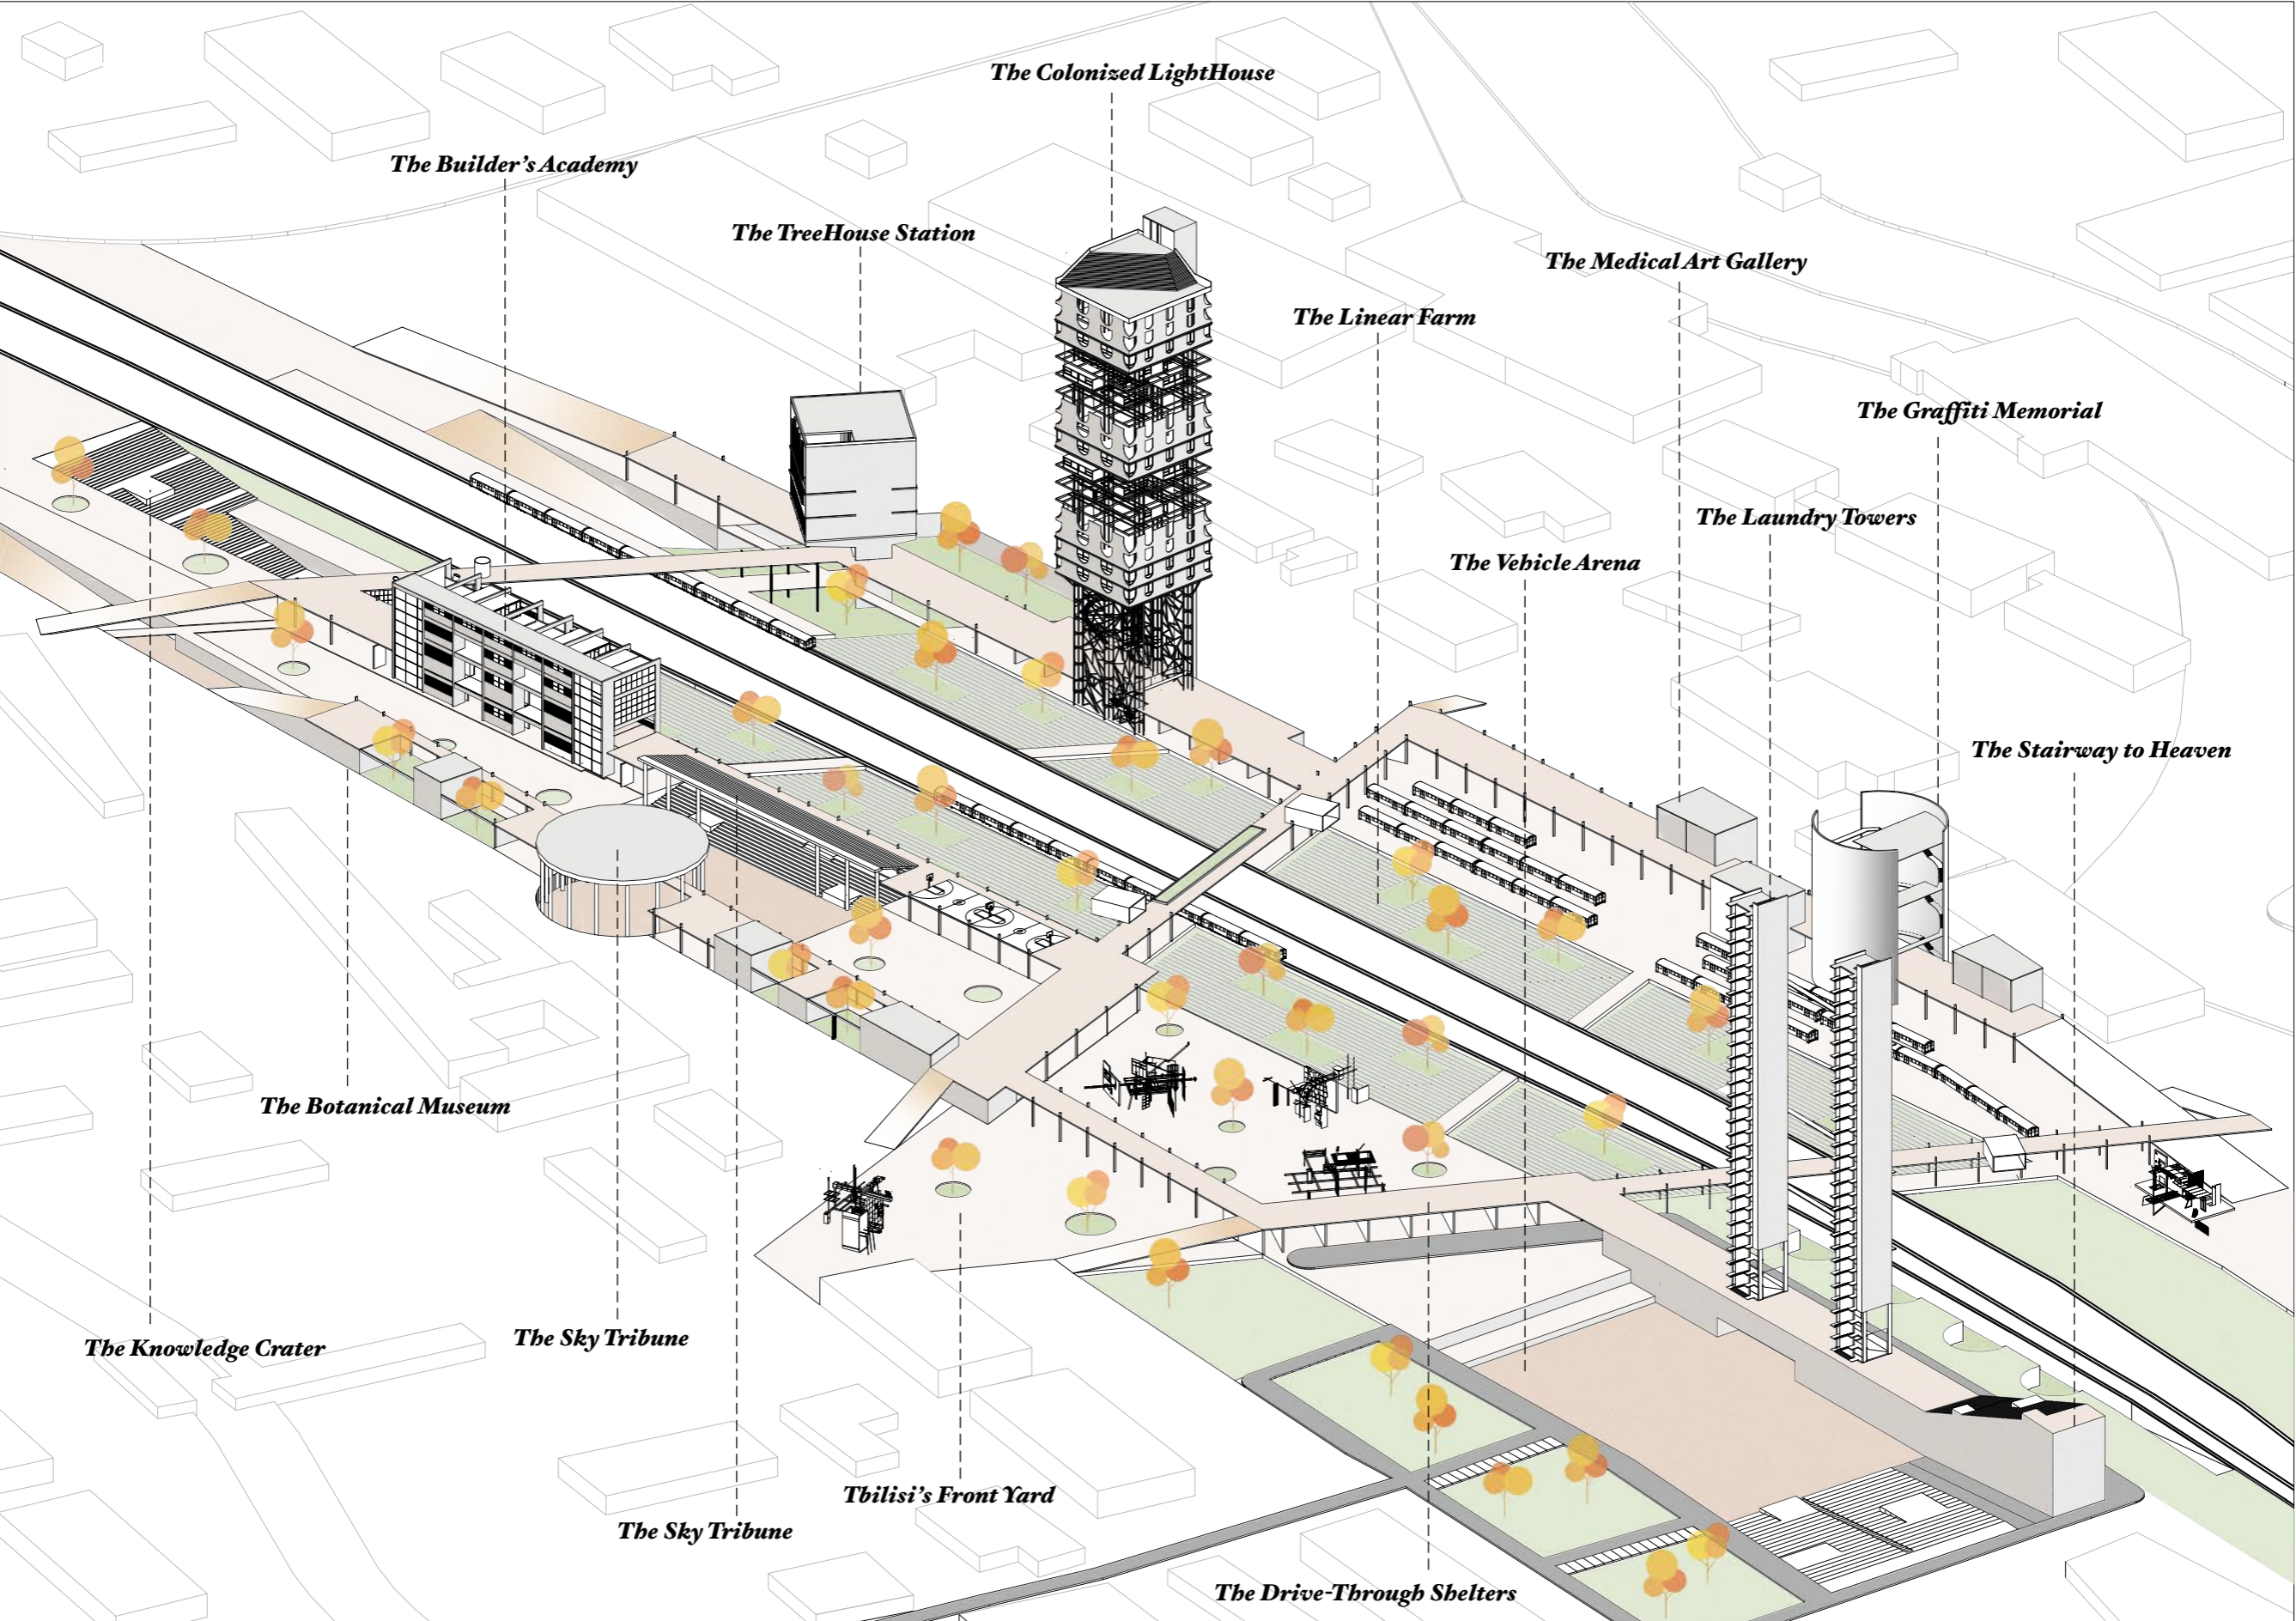 The Colonized LightHouse
The Builder's Academy
The TreeHouse Station
The Medical Art Gallery
The Linear Farm
The Graffiti Memorial
The Laundry Towers
The Vehicle Arena
The Stairway to Heaven
The Botanical Museum
The Sky Tribune
The Knowledge Crater
Tbilisi's Front Yard
The Sky Tribune
The Drive-Through Shelters